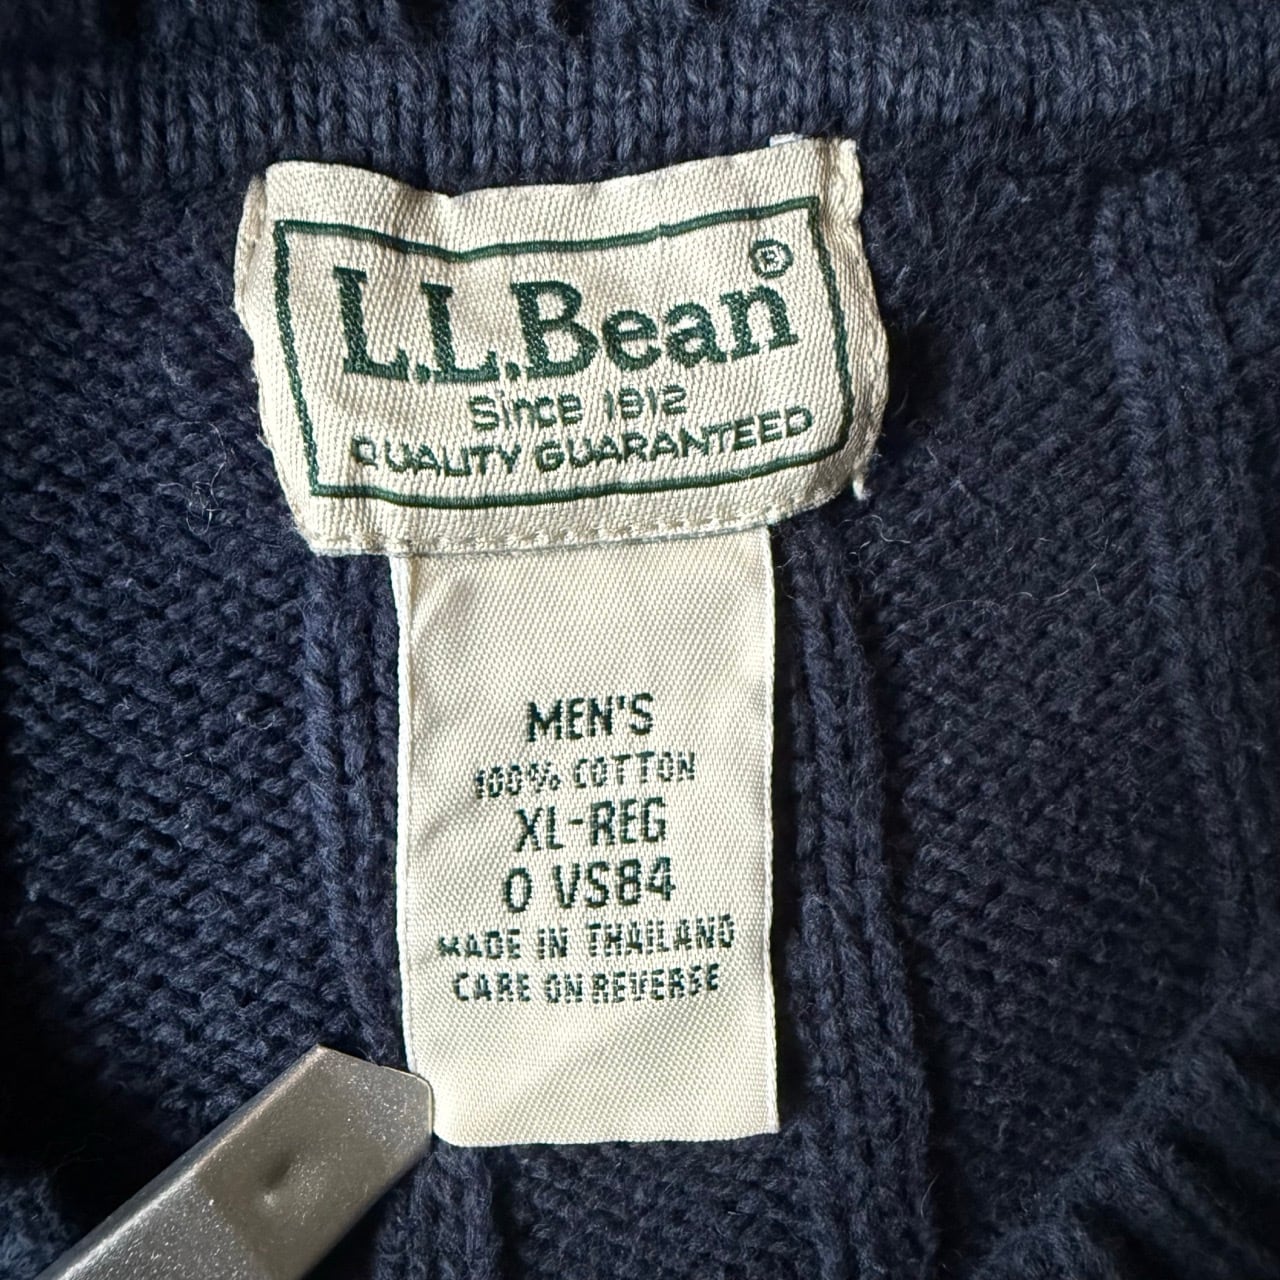 L.L.Bean®
Since 1912
QUALITY GUARANTEED
MEN'S
100% COTTON
XL-REG
0 VS84
MADE IN THAILAND
CARE ON REVERSE